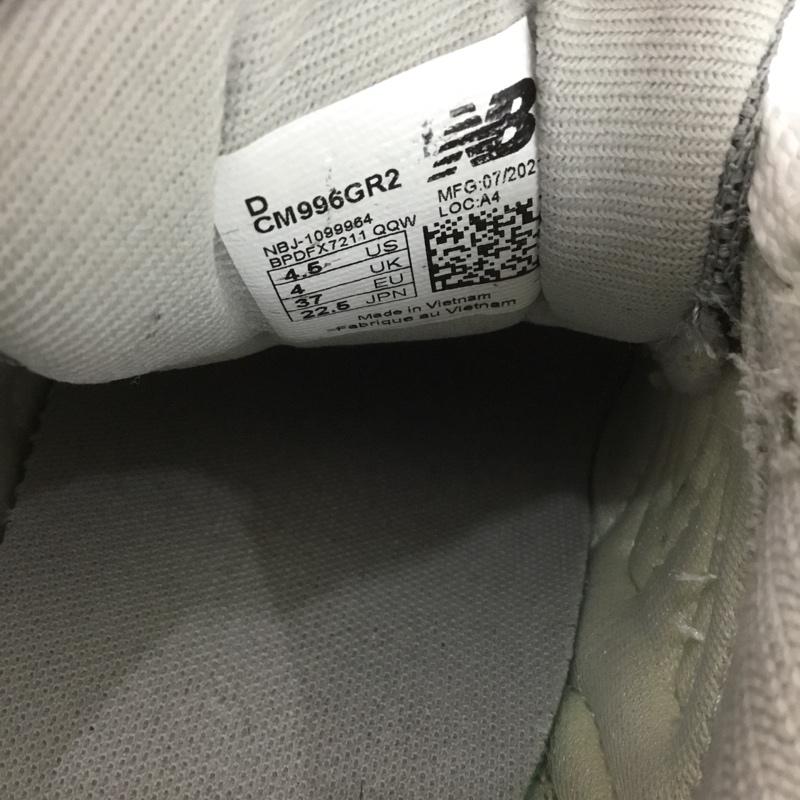 NB
D
CM996GR2
NBJ-1099964
BPDFX7211 QQW
4.5 US
4 UK
37 EU
22.5 JPN
MFG:07/202
LOC:A4
Made in Vietnam
Fabrique au Vietnam